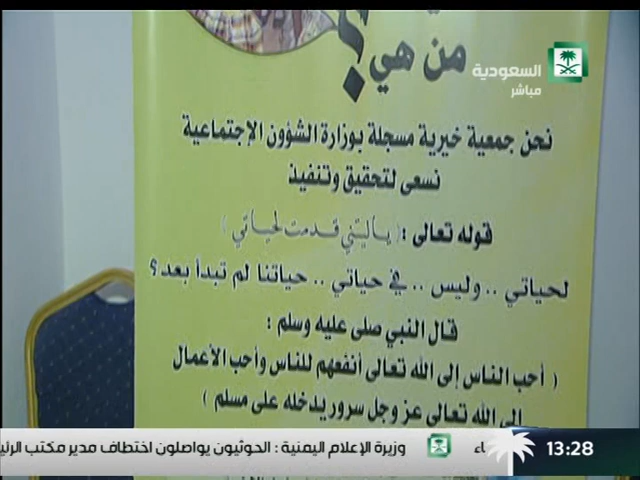 من هي ؟
السعودية
مباشر
نحن جمعية خيرية مسجلة بوزارة الشؤون الإجتماعية
نسعى لتحقيق وتنفيذ
قوله تعالى : ( ياليتني قدمت لحياتي )
لحياتي .. وليس .. في حياتي .. حياتنا لم تبدأ بعد ؟
قال النبي صلى عليه وسلم :
( أحب الناس إلى الله تعالى أنفعهم للناس وأحب الأعمال
إلى الله تعالى عز وجل سرور يدخله على مسلم )
وزيرة الإعلام اليمنية : الحوثيون يواصلون اختطاف مدير مكتب
13:28